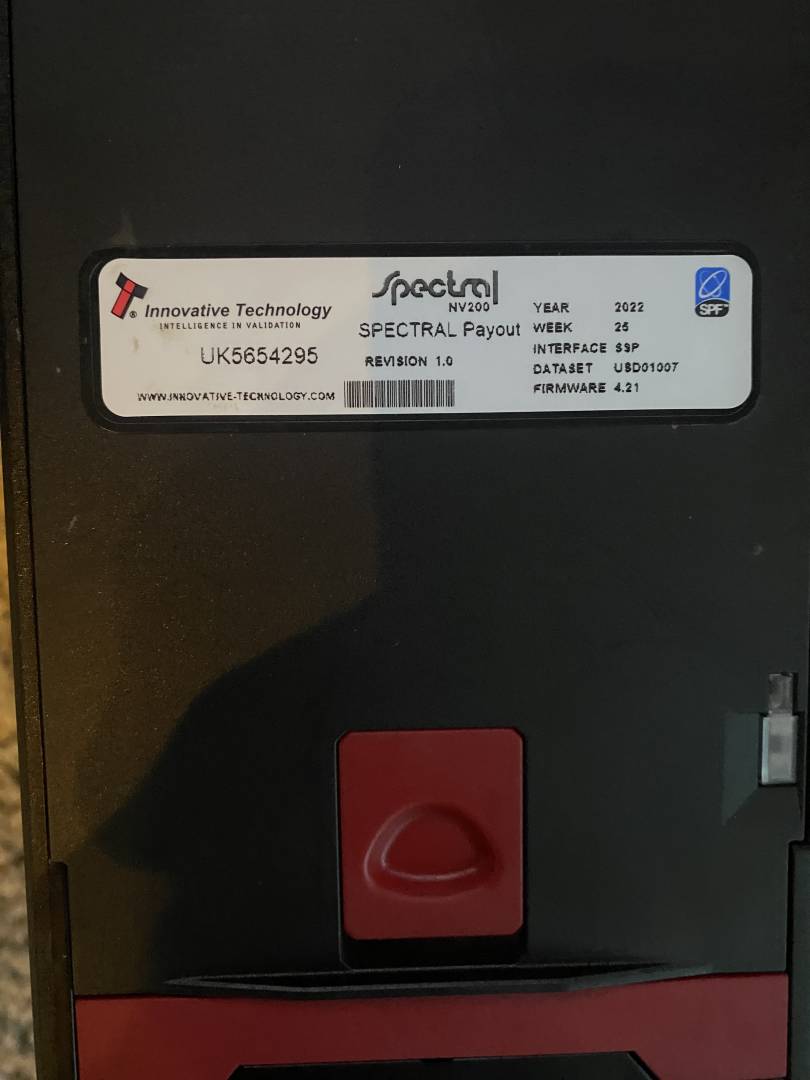 Spectral
NV200
Innovative Technology
INTELLIGENCE IN VALIDATION
SPECTRAL Payout
UK5654295
REVISION 1.0
WWW.INNOVATIVE-TECHNOLOGY.COM
YEAR 2022
WEEK 25
INTERFACE SSP
DATASET USD01007
FIRMWARE 4.21
SPF